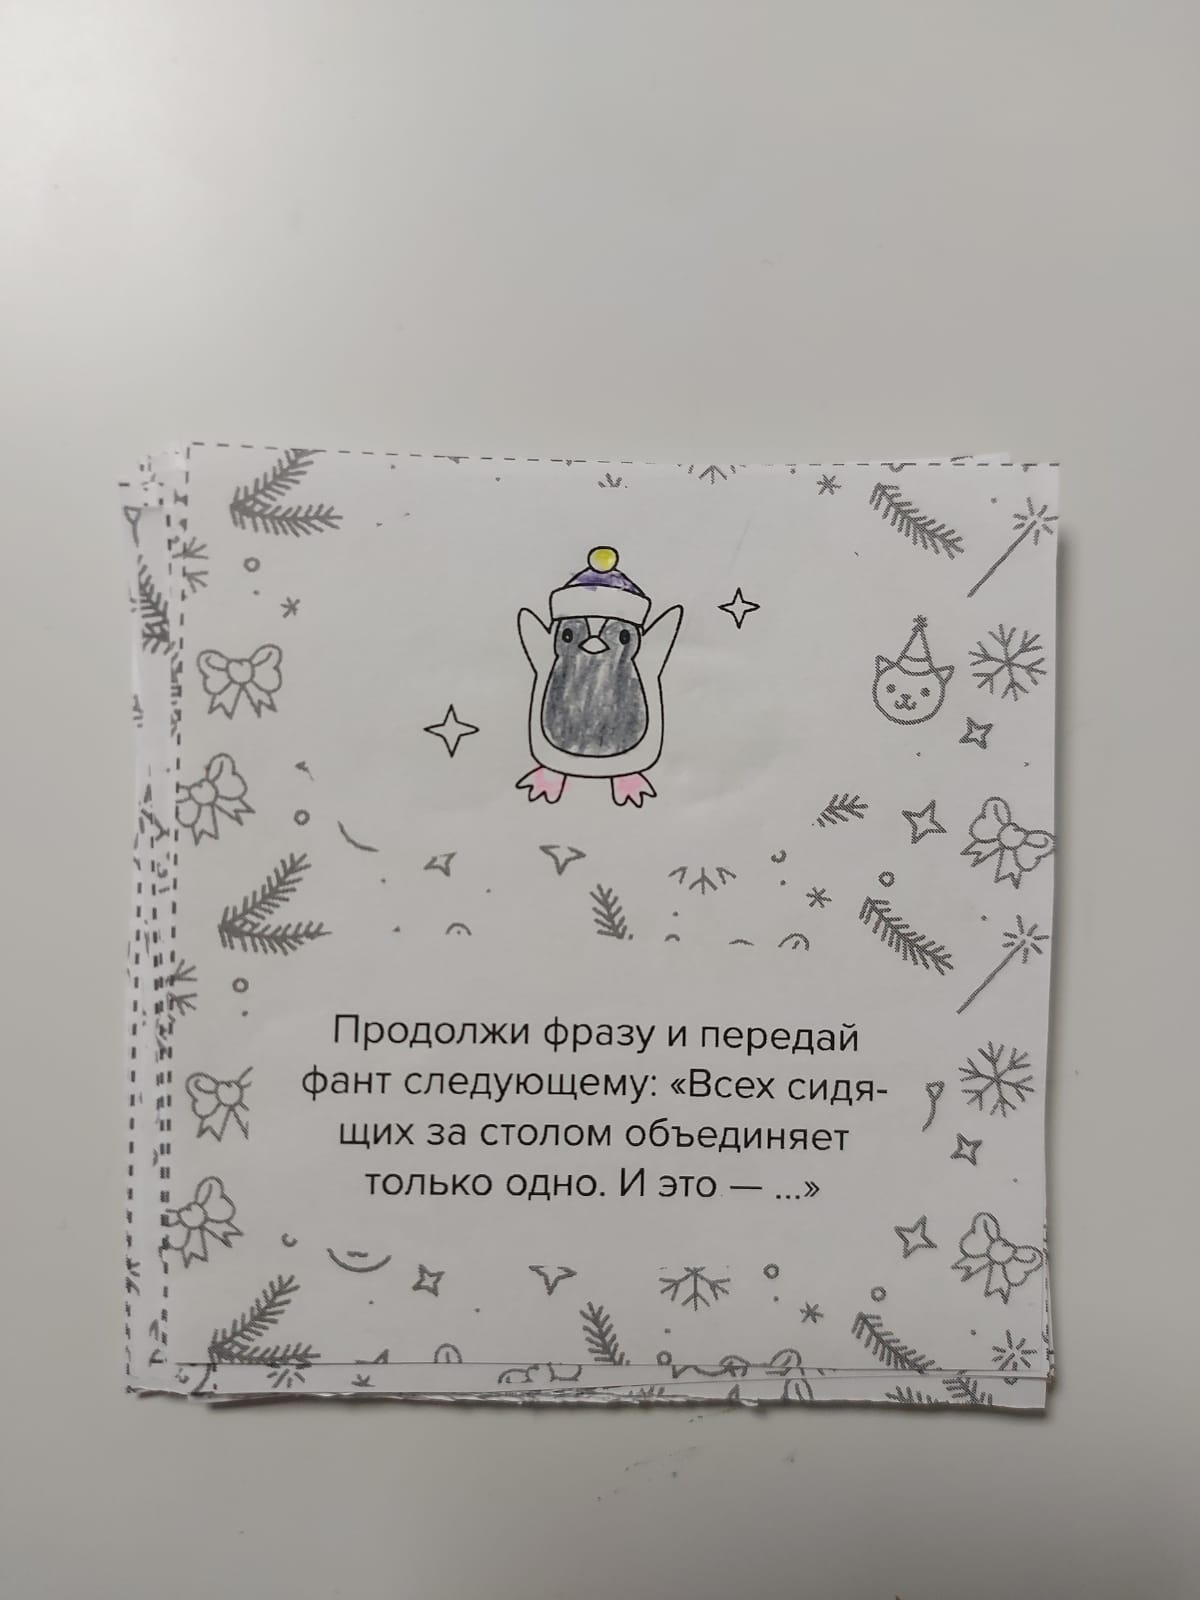 Продолжи фразу и передай
фант следующему: «Всех сидя-
щих за столом объединяет
только одно. И это — ...»